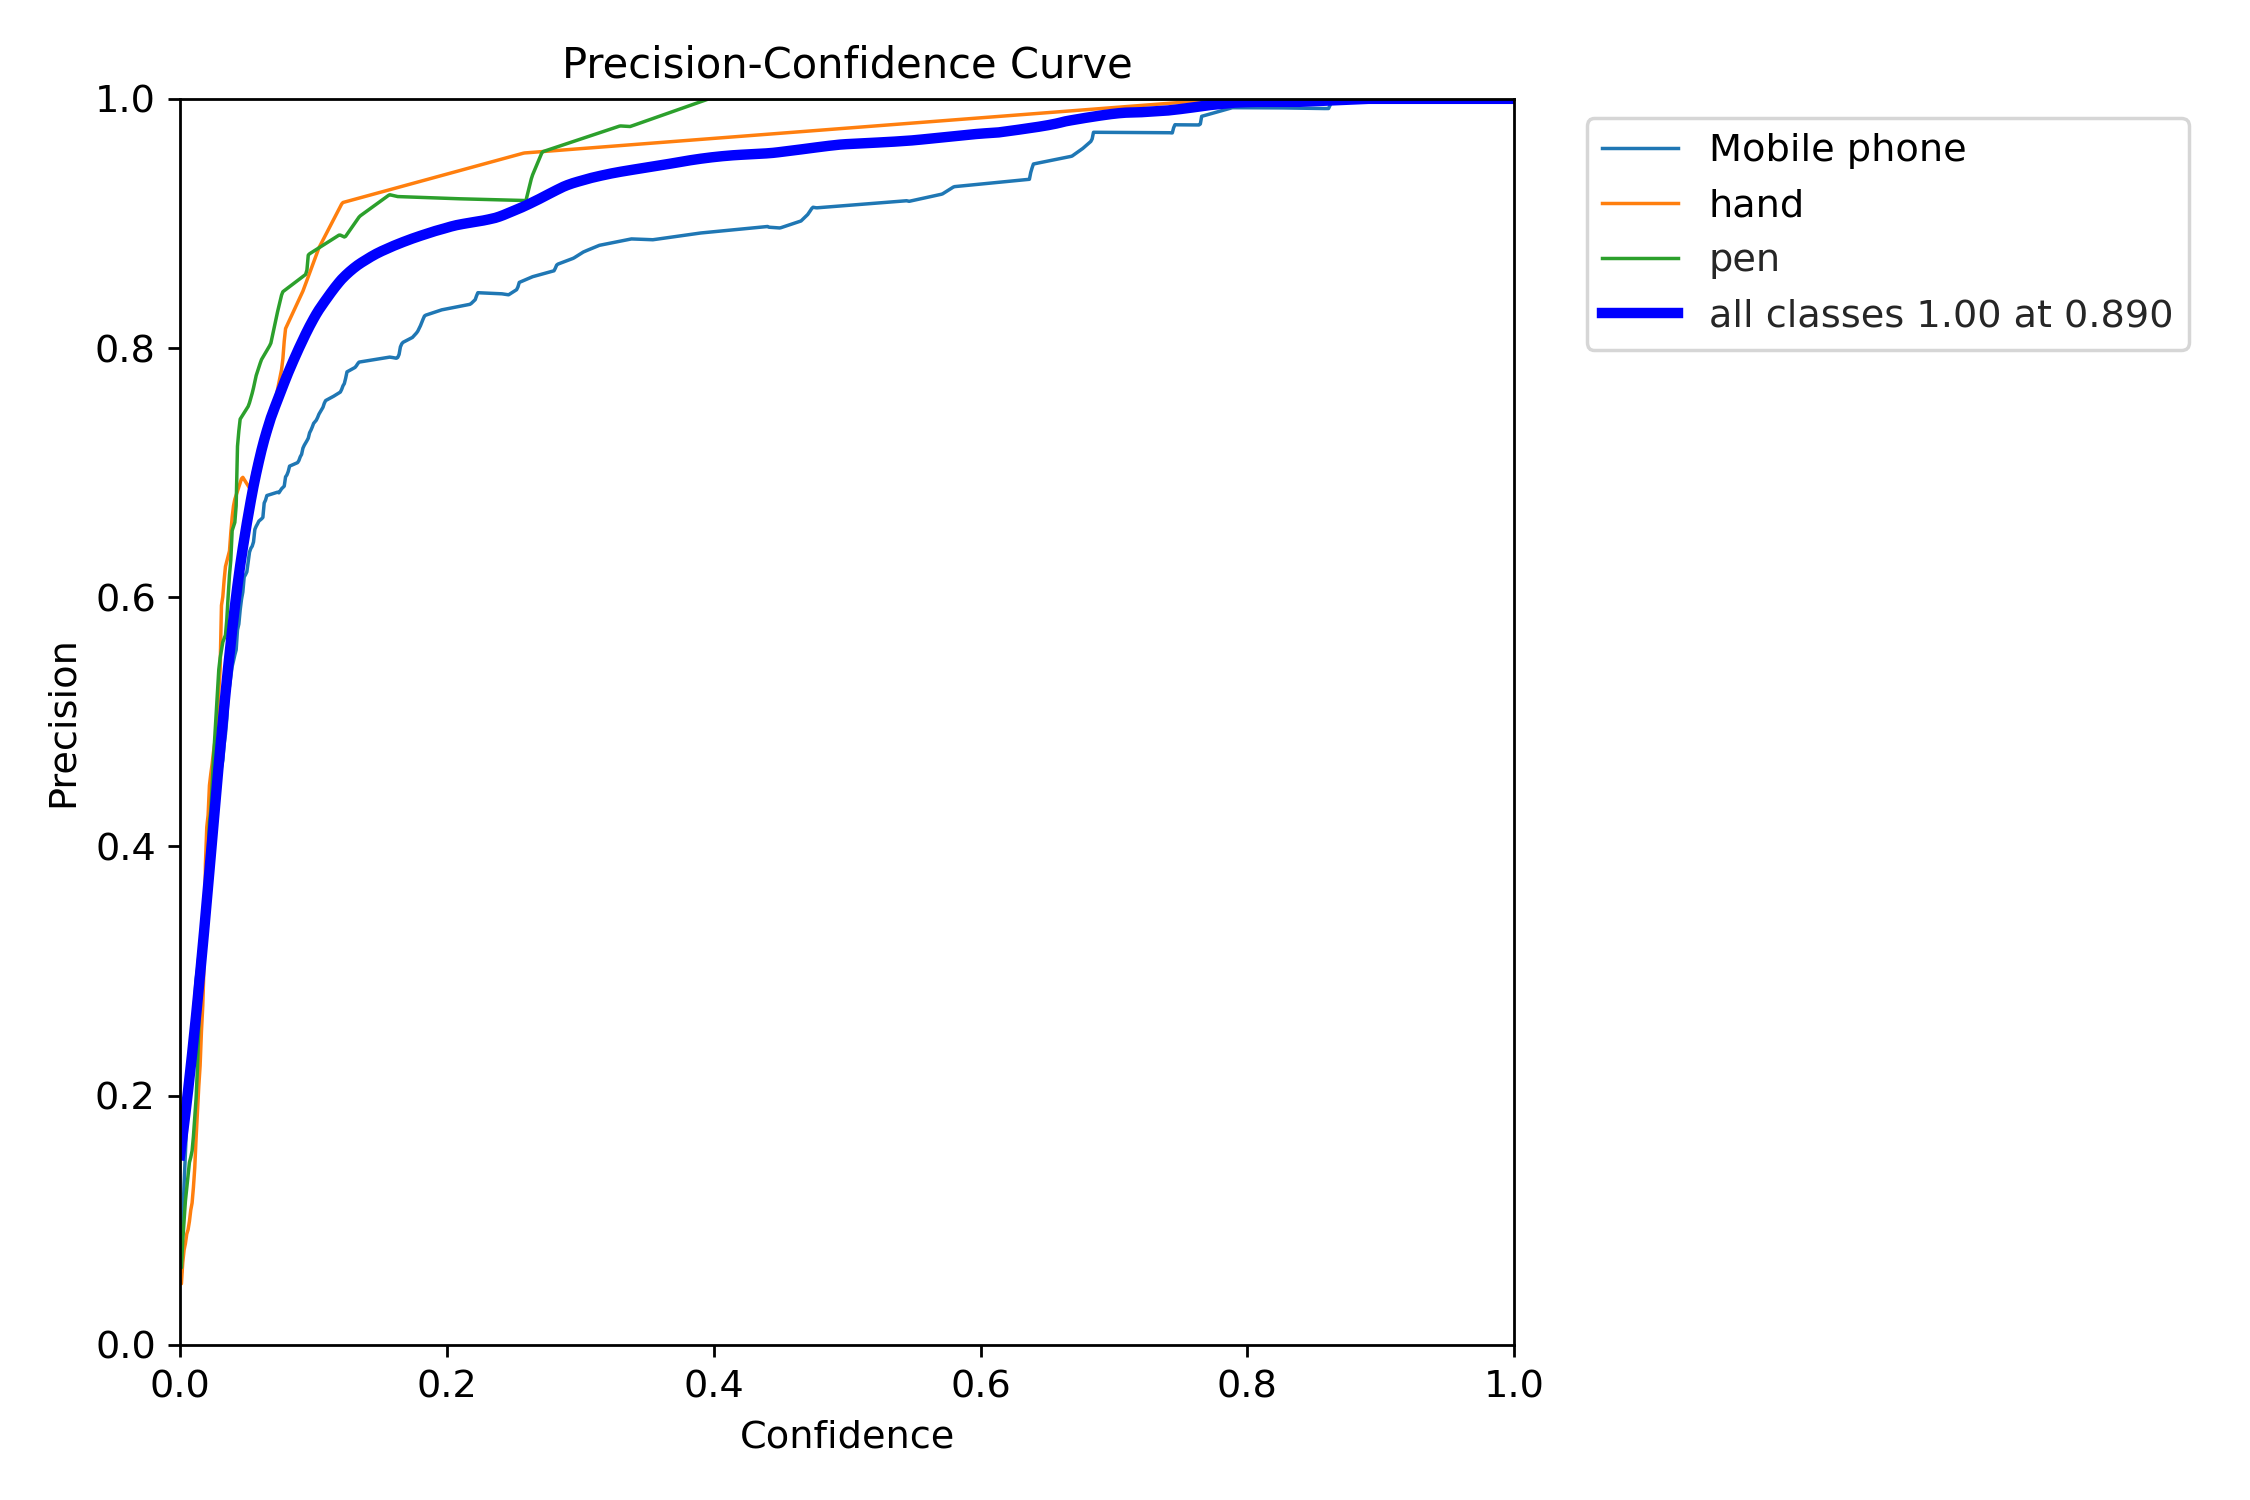 Precision-Confidence Curve
1.0
0.8
0.6
0.4
0.2
0.0
Precision
0.0 0.2 0.4 0.6 0.8 1.0
Confidence
Mobile phone
hand
pen
all classes 1.00 at 0.890